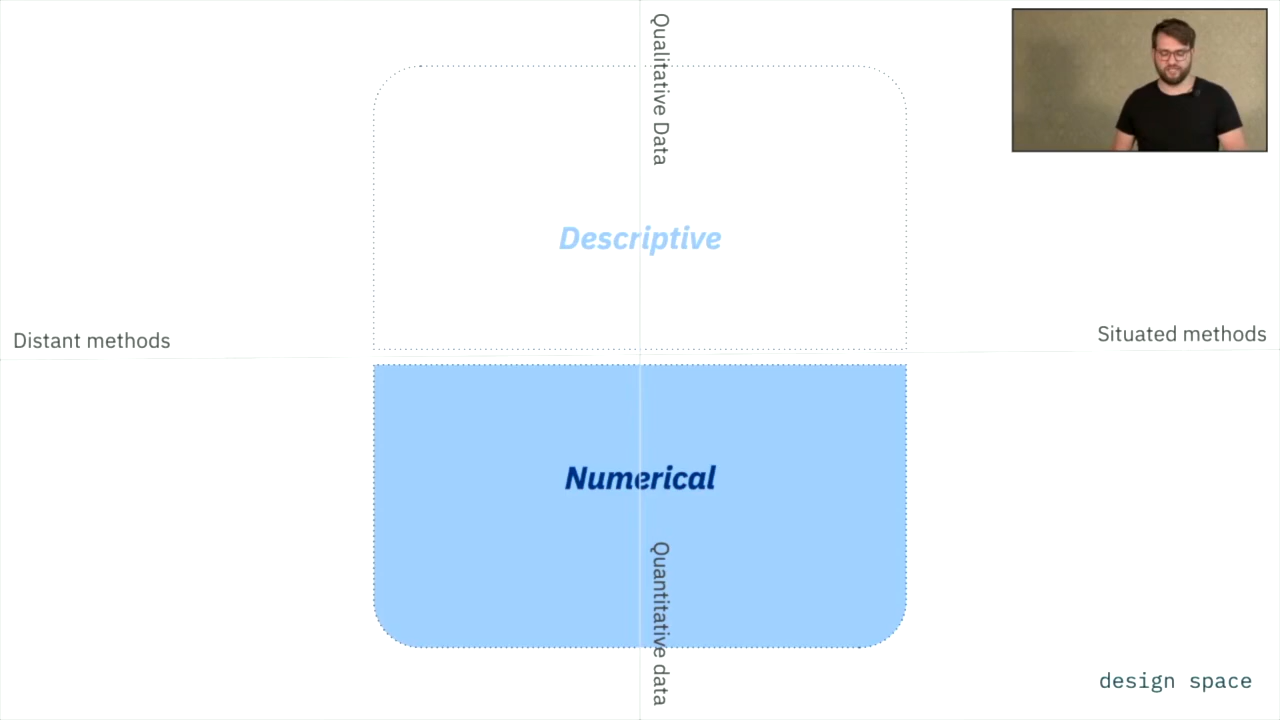 Qualitative Data
Descriptive
Distant methods
Situated methods
Numerical
Quantitative data
design space